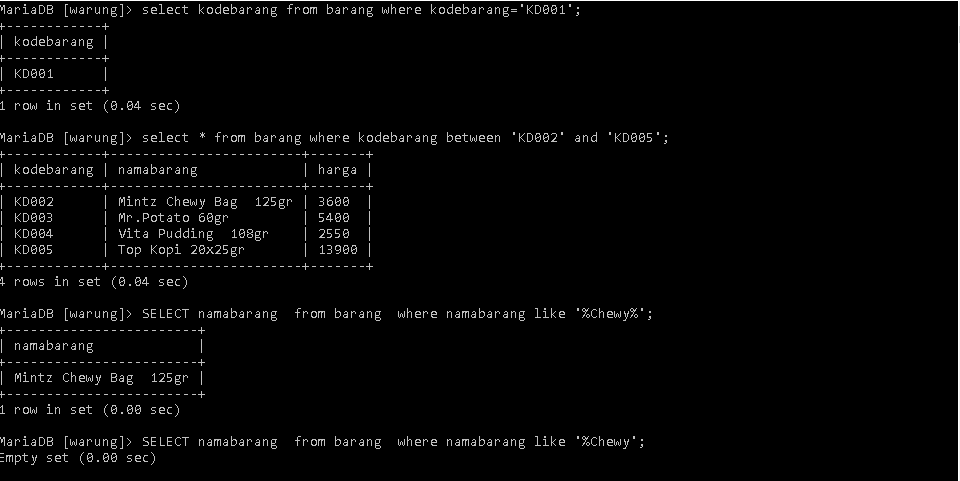 MariaDB [warung]> select kodebarang from barang where kodebarang='KD001';
+------------+
| kodebarang |
+------------+
| KD001      |
+------------+
1 row in set (0.04 sec)

MariaDB [warung]> select * from barang where kodebarang between 'KD002' and 'KD005';
+------------+------------------------+-------+
| kodebarang | namabarang             | harga |
+------------+------------------------+-------+
| KD002      | Mintz Chewy Bag  125gr | 3600  |
| KD003      | Mr.Potato 60gr         | 5400  |
| KD004      | Vita Pudding  108gr    | 2550  |
| KD005      | Top Kopi 20x25gr       | 13900 |
+------------+------------------------+-------+
4 rows in set (0.04 sec)

MariaDB [warung]> SELECT namabarang  from barang  where namabarang like '%Chewy%';
+------------------------+
| namabarang             |
+------------------------+
| Mintz Chewy Bag  125gr |
+------------------------+
1 row in set (0.00 sec)

MariaDB [warung]> SELECT namabarang  from barang  where namabarang like '%Chewy';
Empty set (0.00 sec)